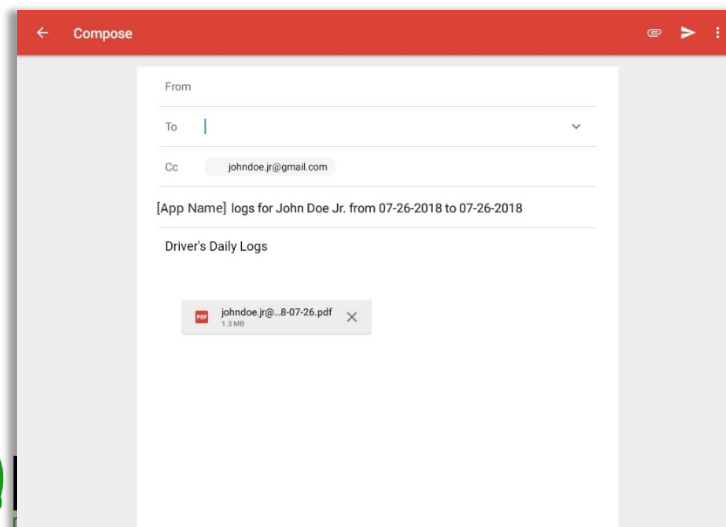 Compose
From
To
Cc johndoe.jr@gmail.com
[App Name] logs for John Doe Jr. from 07-26-2018 to 07-26-2018
Driver's Daily Logs
PDF johndoe.jr@...8-07-26.pdf
1.3 MB